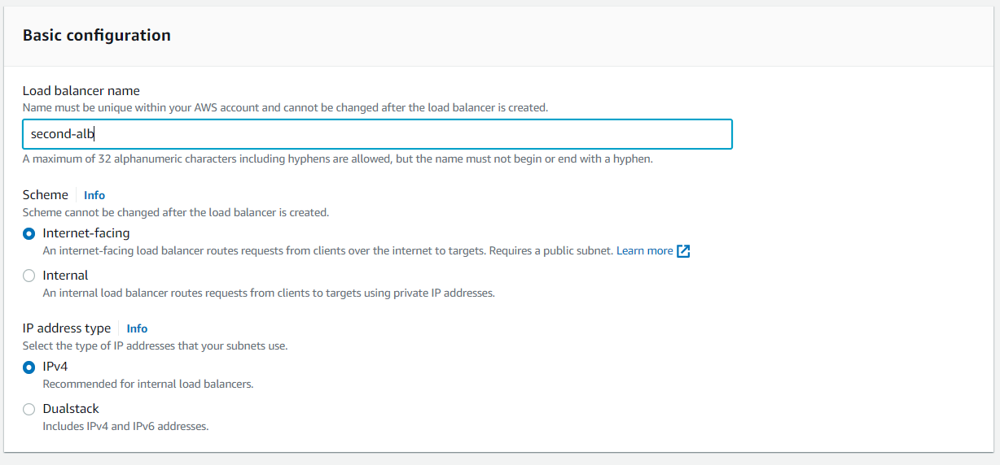 Basic configuration
Load balancer name
Name must be unique within your AWS account and cannot be changed after the load balancer is created.
second-alb
A maximum of 32 alphanumeric characters including hyphens are allowed, but the name must not begin or end with a hyphen.
Scheme Info
Scheme cannot be changed after the load balancer is created.
Internet-facing
An internet-facing load balancer routes requests from clients over the internet to targets. Requires a public subnet. Learn more
Internal
An internal load balancer routes requests from clients to targets using private IP addresses.
IP address type Info
Select the type of IP addresses that your subnets use.
IPv4
Recommended for internal load balancers.
Dualstack
Includes IPv4 and IPv6 addresses.